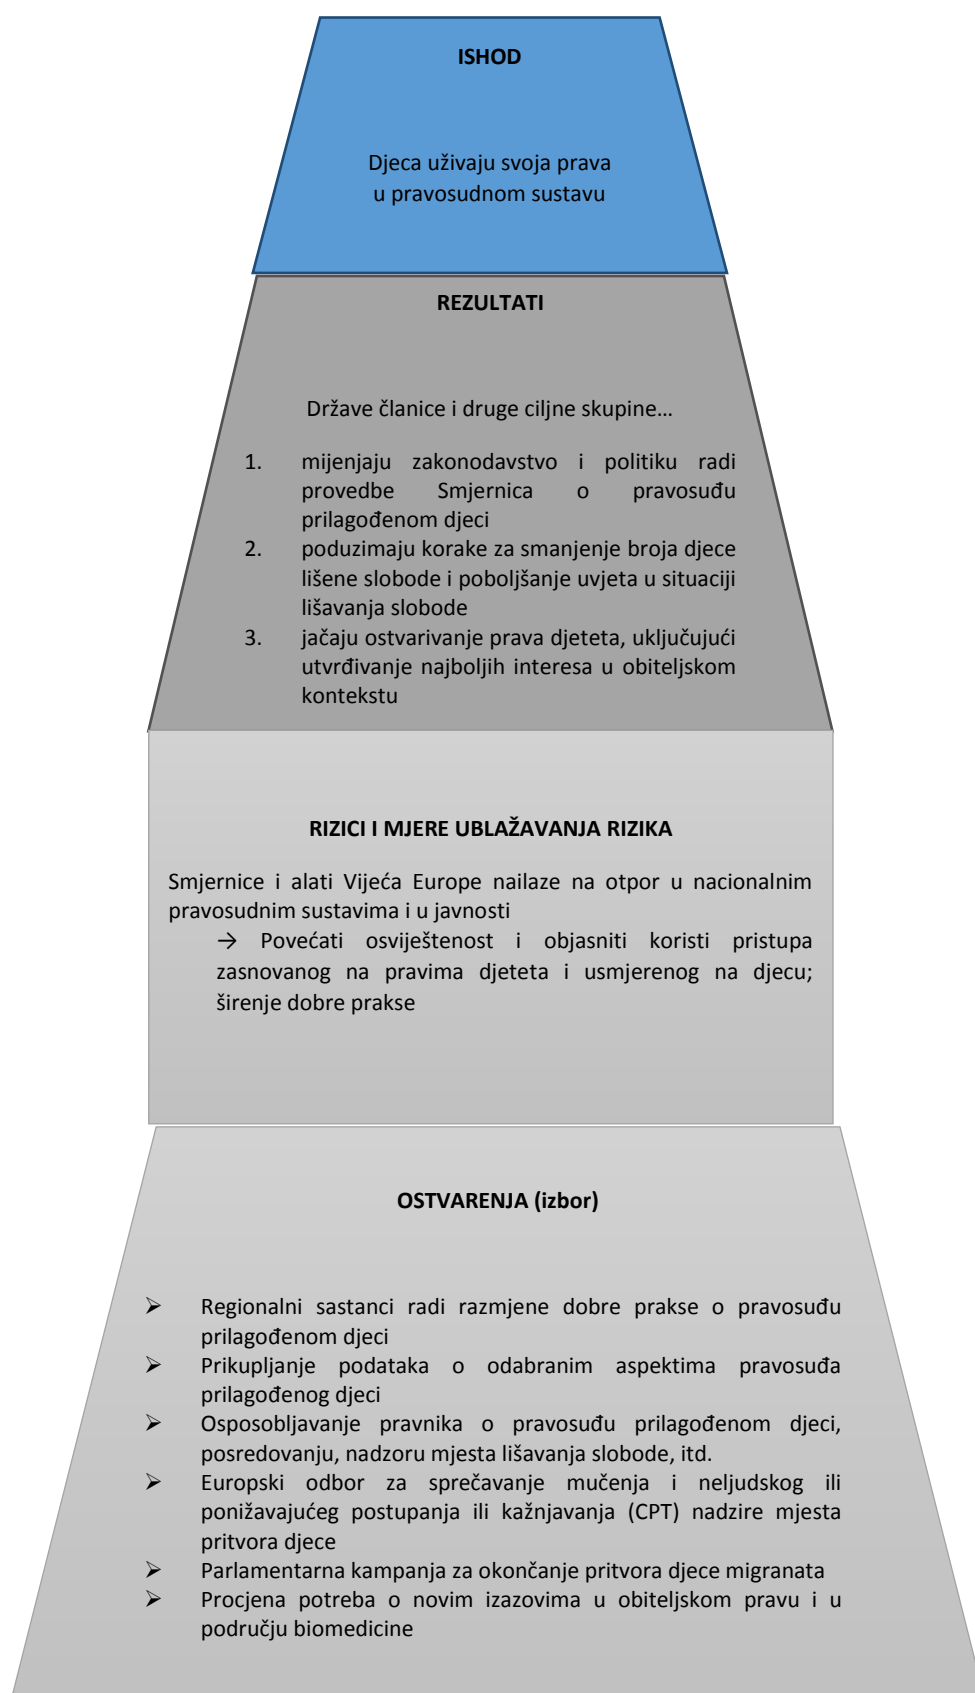 ISHOD
Djeca uživaju svoja prava
u pravosudnom sustavu
REZULTATI
Države članice i druge ciljne skupine…
1. mijenjaju zakonodavstvo i politiku radi
provedbe Smjernica o pravosuđu
prilagođenom djeci
2. poduzimaju korake za smanjenje broja djece
lišene slobode i poboljšanje uvjeta u situaciji
lišavanja slobode
3. jačaju ostvarivanje prava djeteta, uključujući
utvrđivanje najboljih interesa u obiteljskom
kontekstu
RIZICI I MJERE UBLAŽAVANJA RIZIKA
Smjernice i alati Vijeća Europe nailaze na otpor u nacionalnim
pravosudnim sustavima i u javnosti
→ Povećati osviještenost i objasniti koristi pristupa
zasnovanog na pravima djeteta i usmjerenog na djecu;
širenje dobre prakse
OSTVARENJA (izbor)
➢ Regionalni sastanci radi razmjene dobre prakse o pravosuđu
prilagođenom djeci
➢ Prikupljanje podataka o odabranim aspektima pravosuđa
prilagođenog djeci
➢ Osposobljavanje pravnika o pravosuđu prilagođenom djeci,
posredovanju, nadzoru mjesta lišavanja slobode, itd.
➢ Europski odbor za sprečavanje mučenja i neljudskog ili
ponižavajućeg postupanja ili kažnjavanja (CPT) nadzire mjesta
pritvora djece
➢ Parlamentarna kampanja za okončanje pritvora djece migranata
➢ Procjena potreba o novim izazovima u obiteljskom pravu i u
području biomedicine